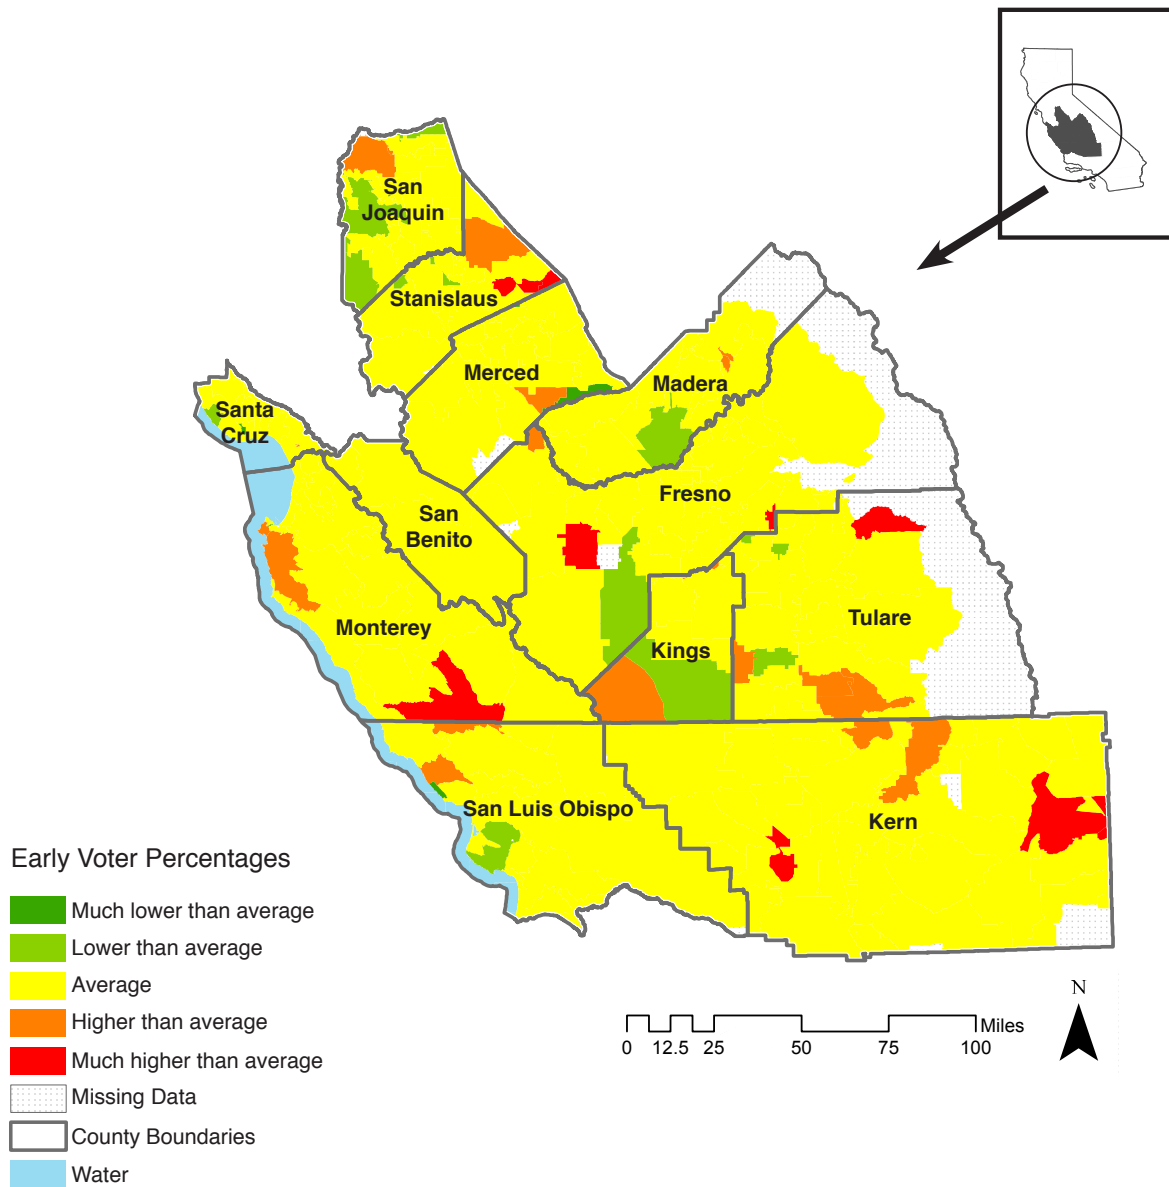 San
Joaquin
Stanislaus
Merced
Madera
Santa
Cruz
Fresno
San
Benito
Monterey
Kings
Tulare
San Luis Obispo
Kern
Early Voter Percentages
Much lower than average
Lower than average
Average
Higher than average
Much higher than average
Missing Data
County Boundaries
Water
N
Miles
0 12.5 25 50 75 100